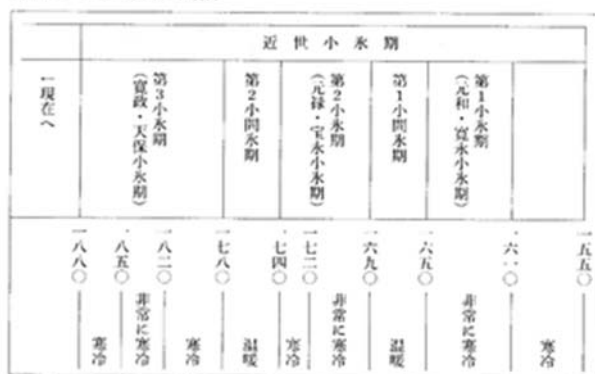 近世小氷期
第1小氷期
(元和・寛永小氷期)
第1小間氷期
第2小氷期
(元禄・宝永小氷期)
第2小間氷期
第3小氷期
(寛政・天保小氷期)
現在へ
一五五〇
寒冷
一六一〇
非常に寒冷
一六五〇
温暖
一六九〇
非常に寒冷
一七二〇
寒冷
一七四〇
温暖
一七八〇
寒冷
一八二〇
非常に寒冷
一八五〇
寒冷
一八八〇